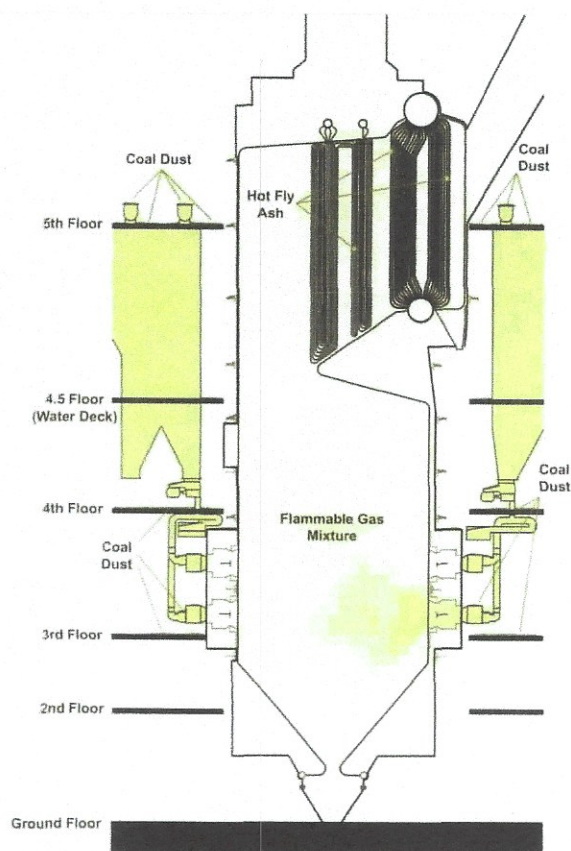 Coal Dust
Coal
Dust
Hot Fly
Ash
5th Floor
4.5 Floor
(Water Deck)
Coal
Dust
4th Floor
Flammable Gas
Mixture
Coal
Dust
3rd Floor
2nd Floor
Ground Floor